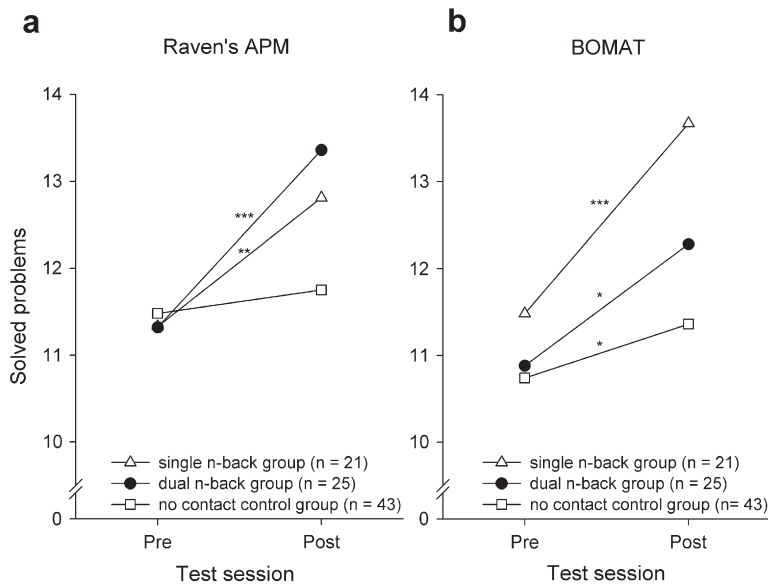 a
Raven's APM
14
13
12
11
10
0
Solved problems
***
**
single n-back group (n = 21)
dual n-back group (n = 25)
no contact control group (n = 43)
Pre
Post
Test session
b
BOMAT
14
13
12
11
10
0
***
*
*
single n-back group (n = 21)
dual n-back group (n = 25)
no contact control group (n= 43)
Pre
Post
Test session